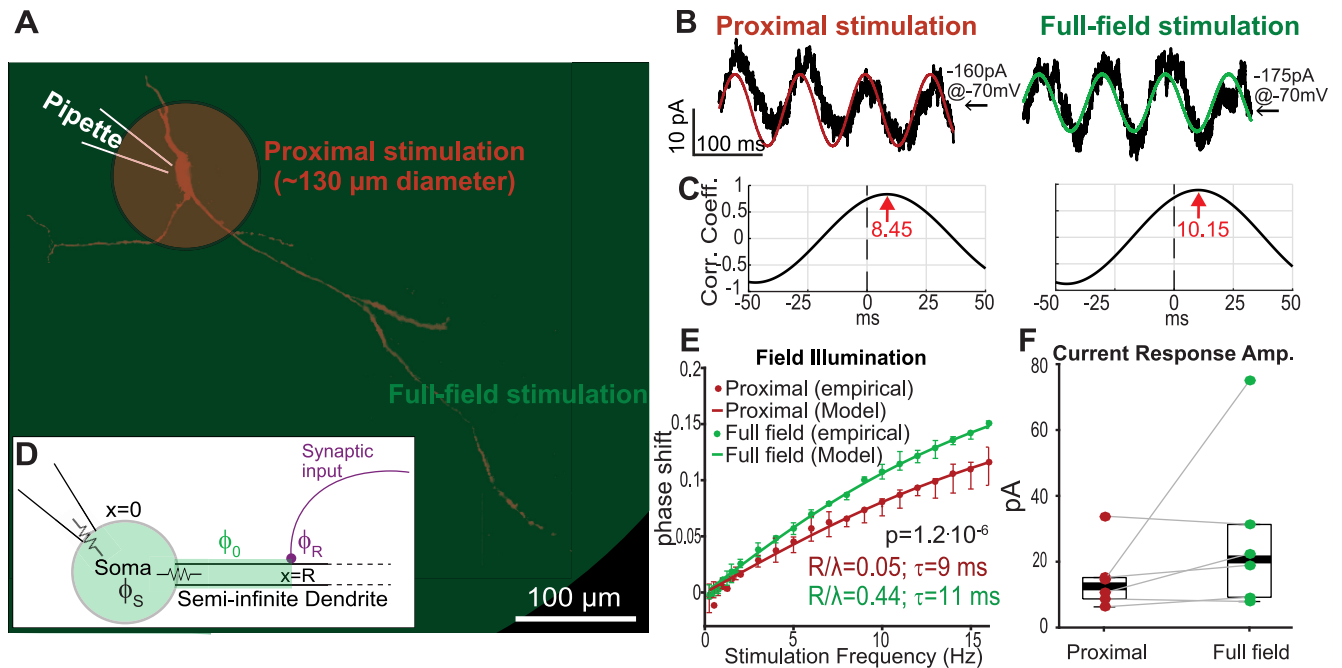 A
Pipette
Proximal stimulation
(~130 µm diameter)
Full-field stimulation
100 µm
B
Proximal stimulation
Full-field stimulation
-160pA
@-70mV
-175pA
@-70mV
10 pA
100 ms
C
Corr. Coeff.
1
0.5
0
-0.5
-1
8.45
10.15
-50
-25
0
25
50
ms
-50
-25
0
25
50
ms
D
Synaptic
input
x=0
ϕ0
ϕR
Soma
ϕS
x=R
Semi-infinite Dendrite
E
Field Illumination
0.2
0.15
0.1
0.05
0
phase shift
Proximal (empirical)
Proximal (Model)
Full field (empirical)
Full field (Model)
p=1.2·10-6
R/λ=0.05; τ=9 ms
R/λ=0.44; τ=11 ms
0
5
10
15
Stimulation Frequency (Hz)
F
Current Response Amp.
80
60
40
20
0
pA
Proximal
Full field